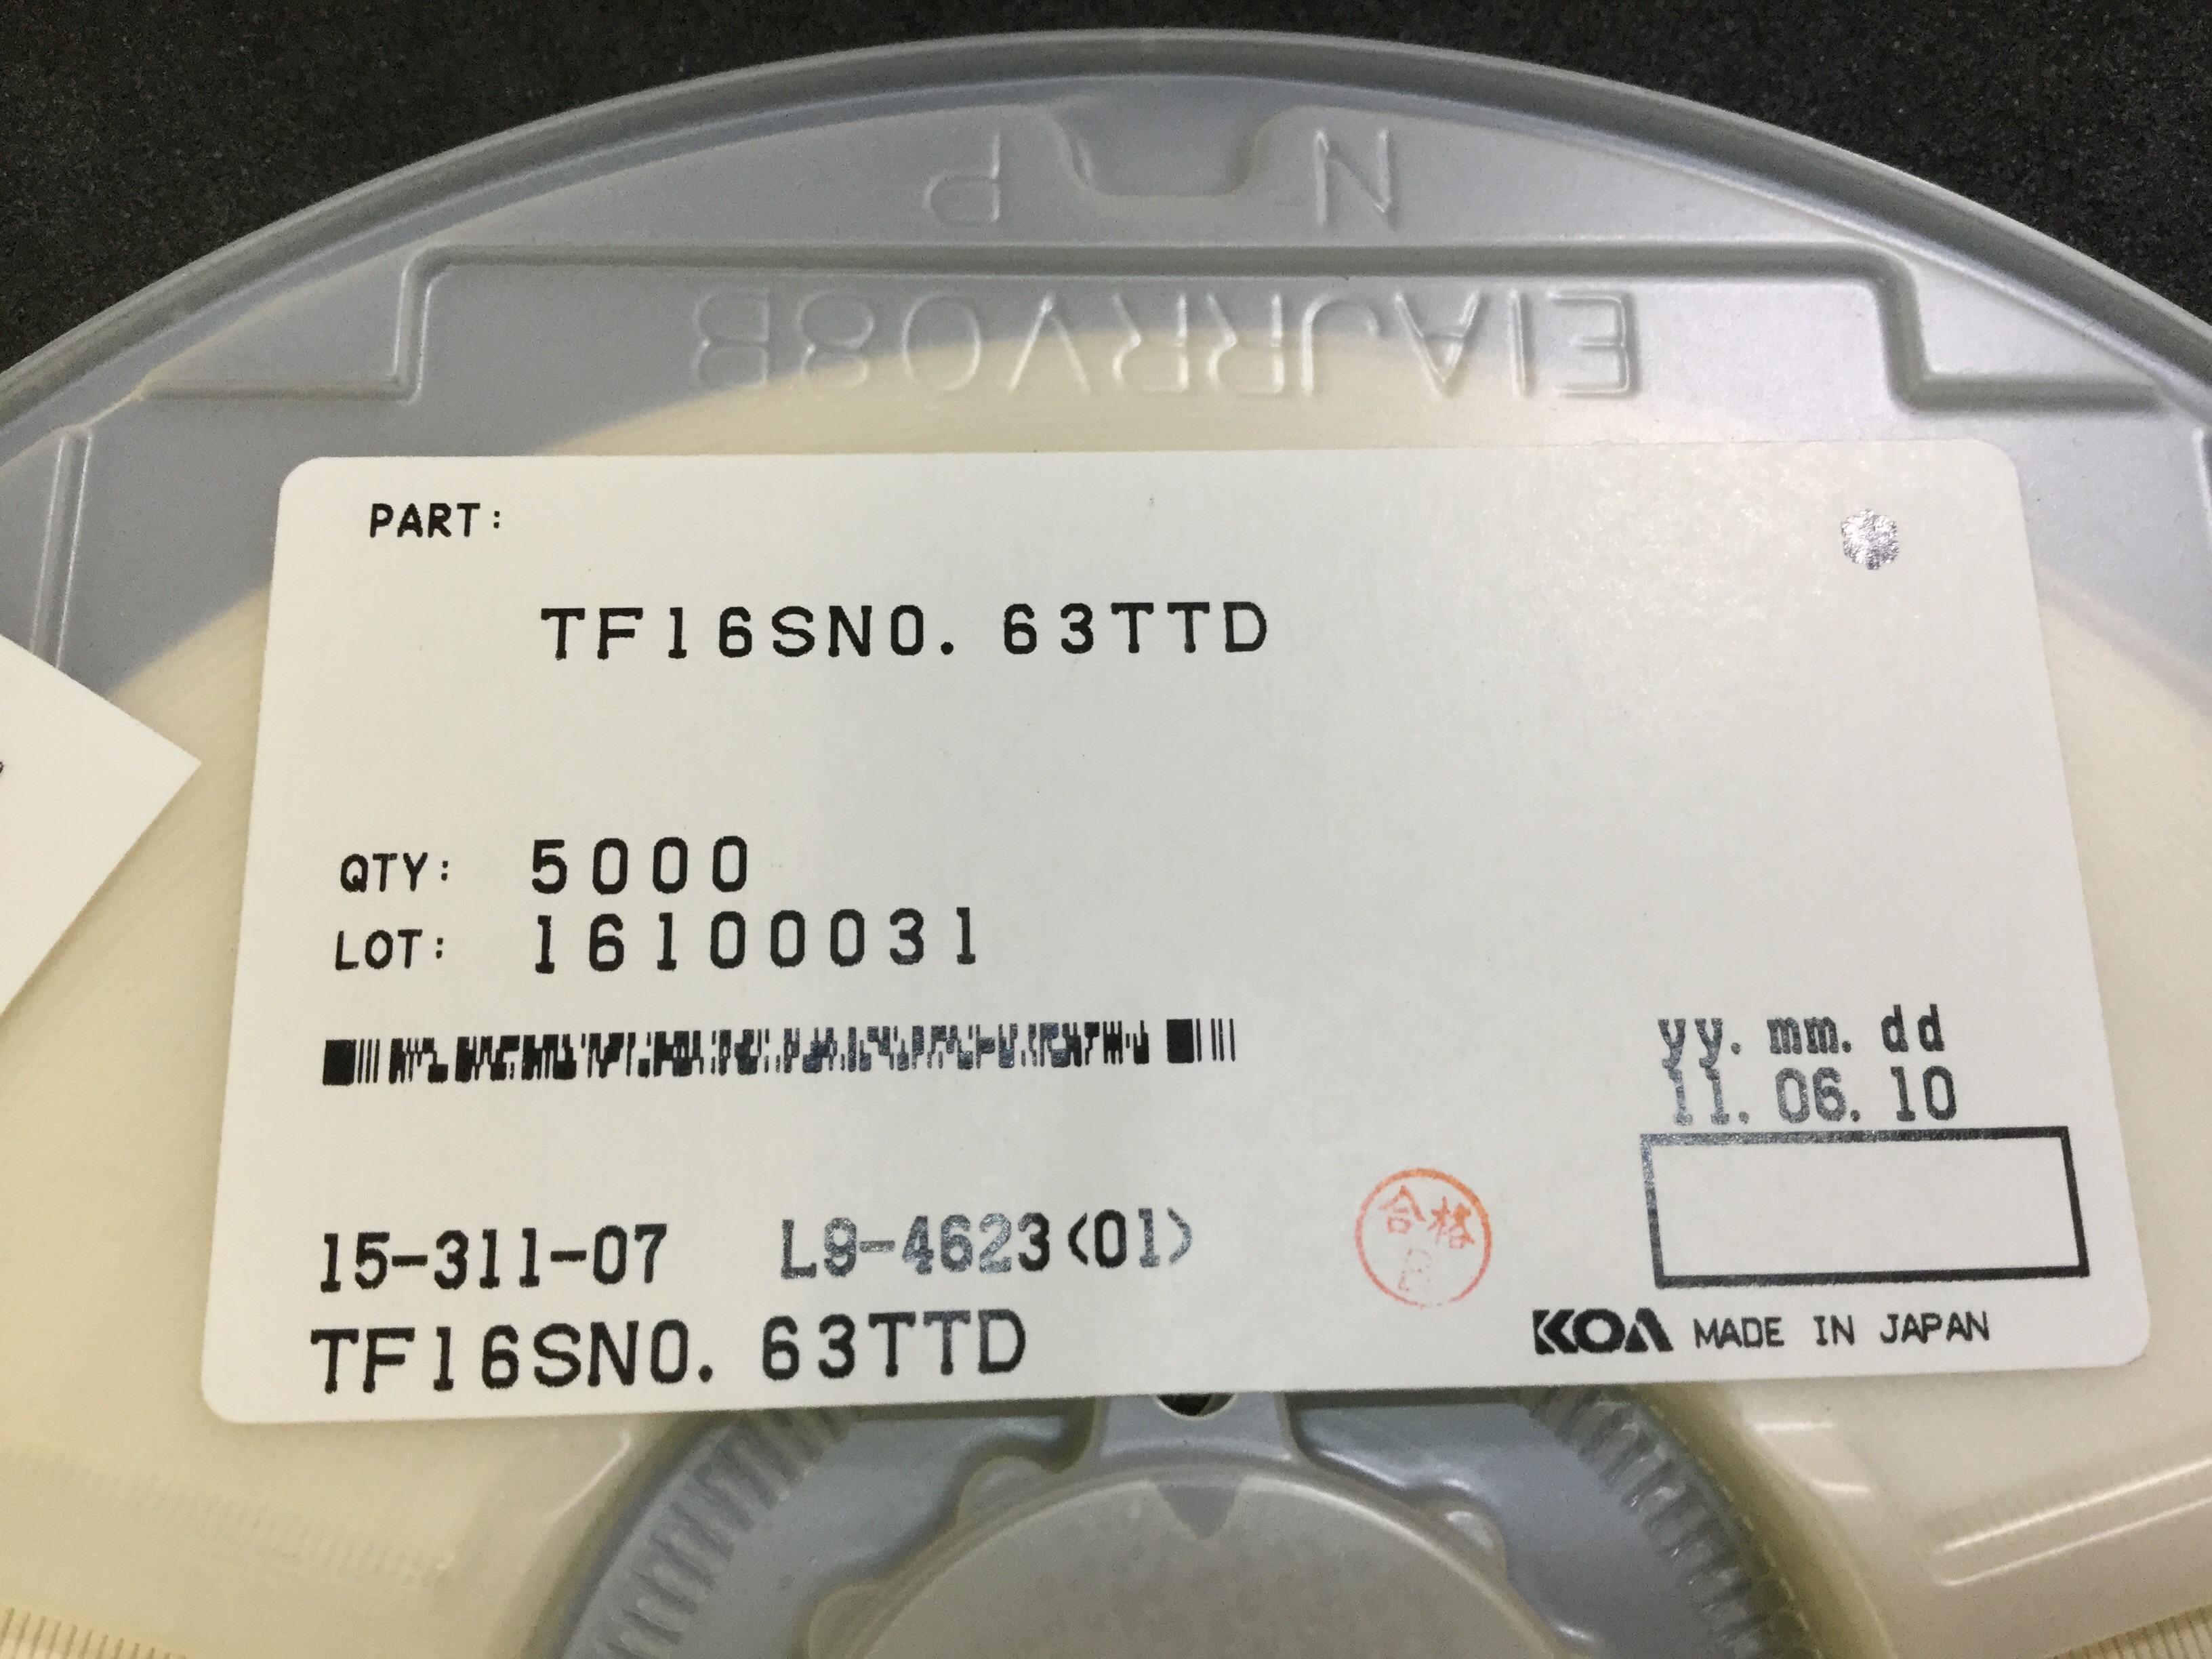 P N
EIAJRRV08B
PART:
TF16SN0.63TTD
QTY: 5000
LOT: 16100031
yy.mm.dd
11.06.10
合格
15-311-07 L9-4623<01>
TF16SN0.63TTD
KOA MADE IN JAPAN